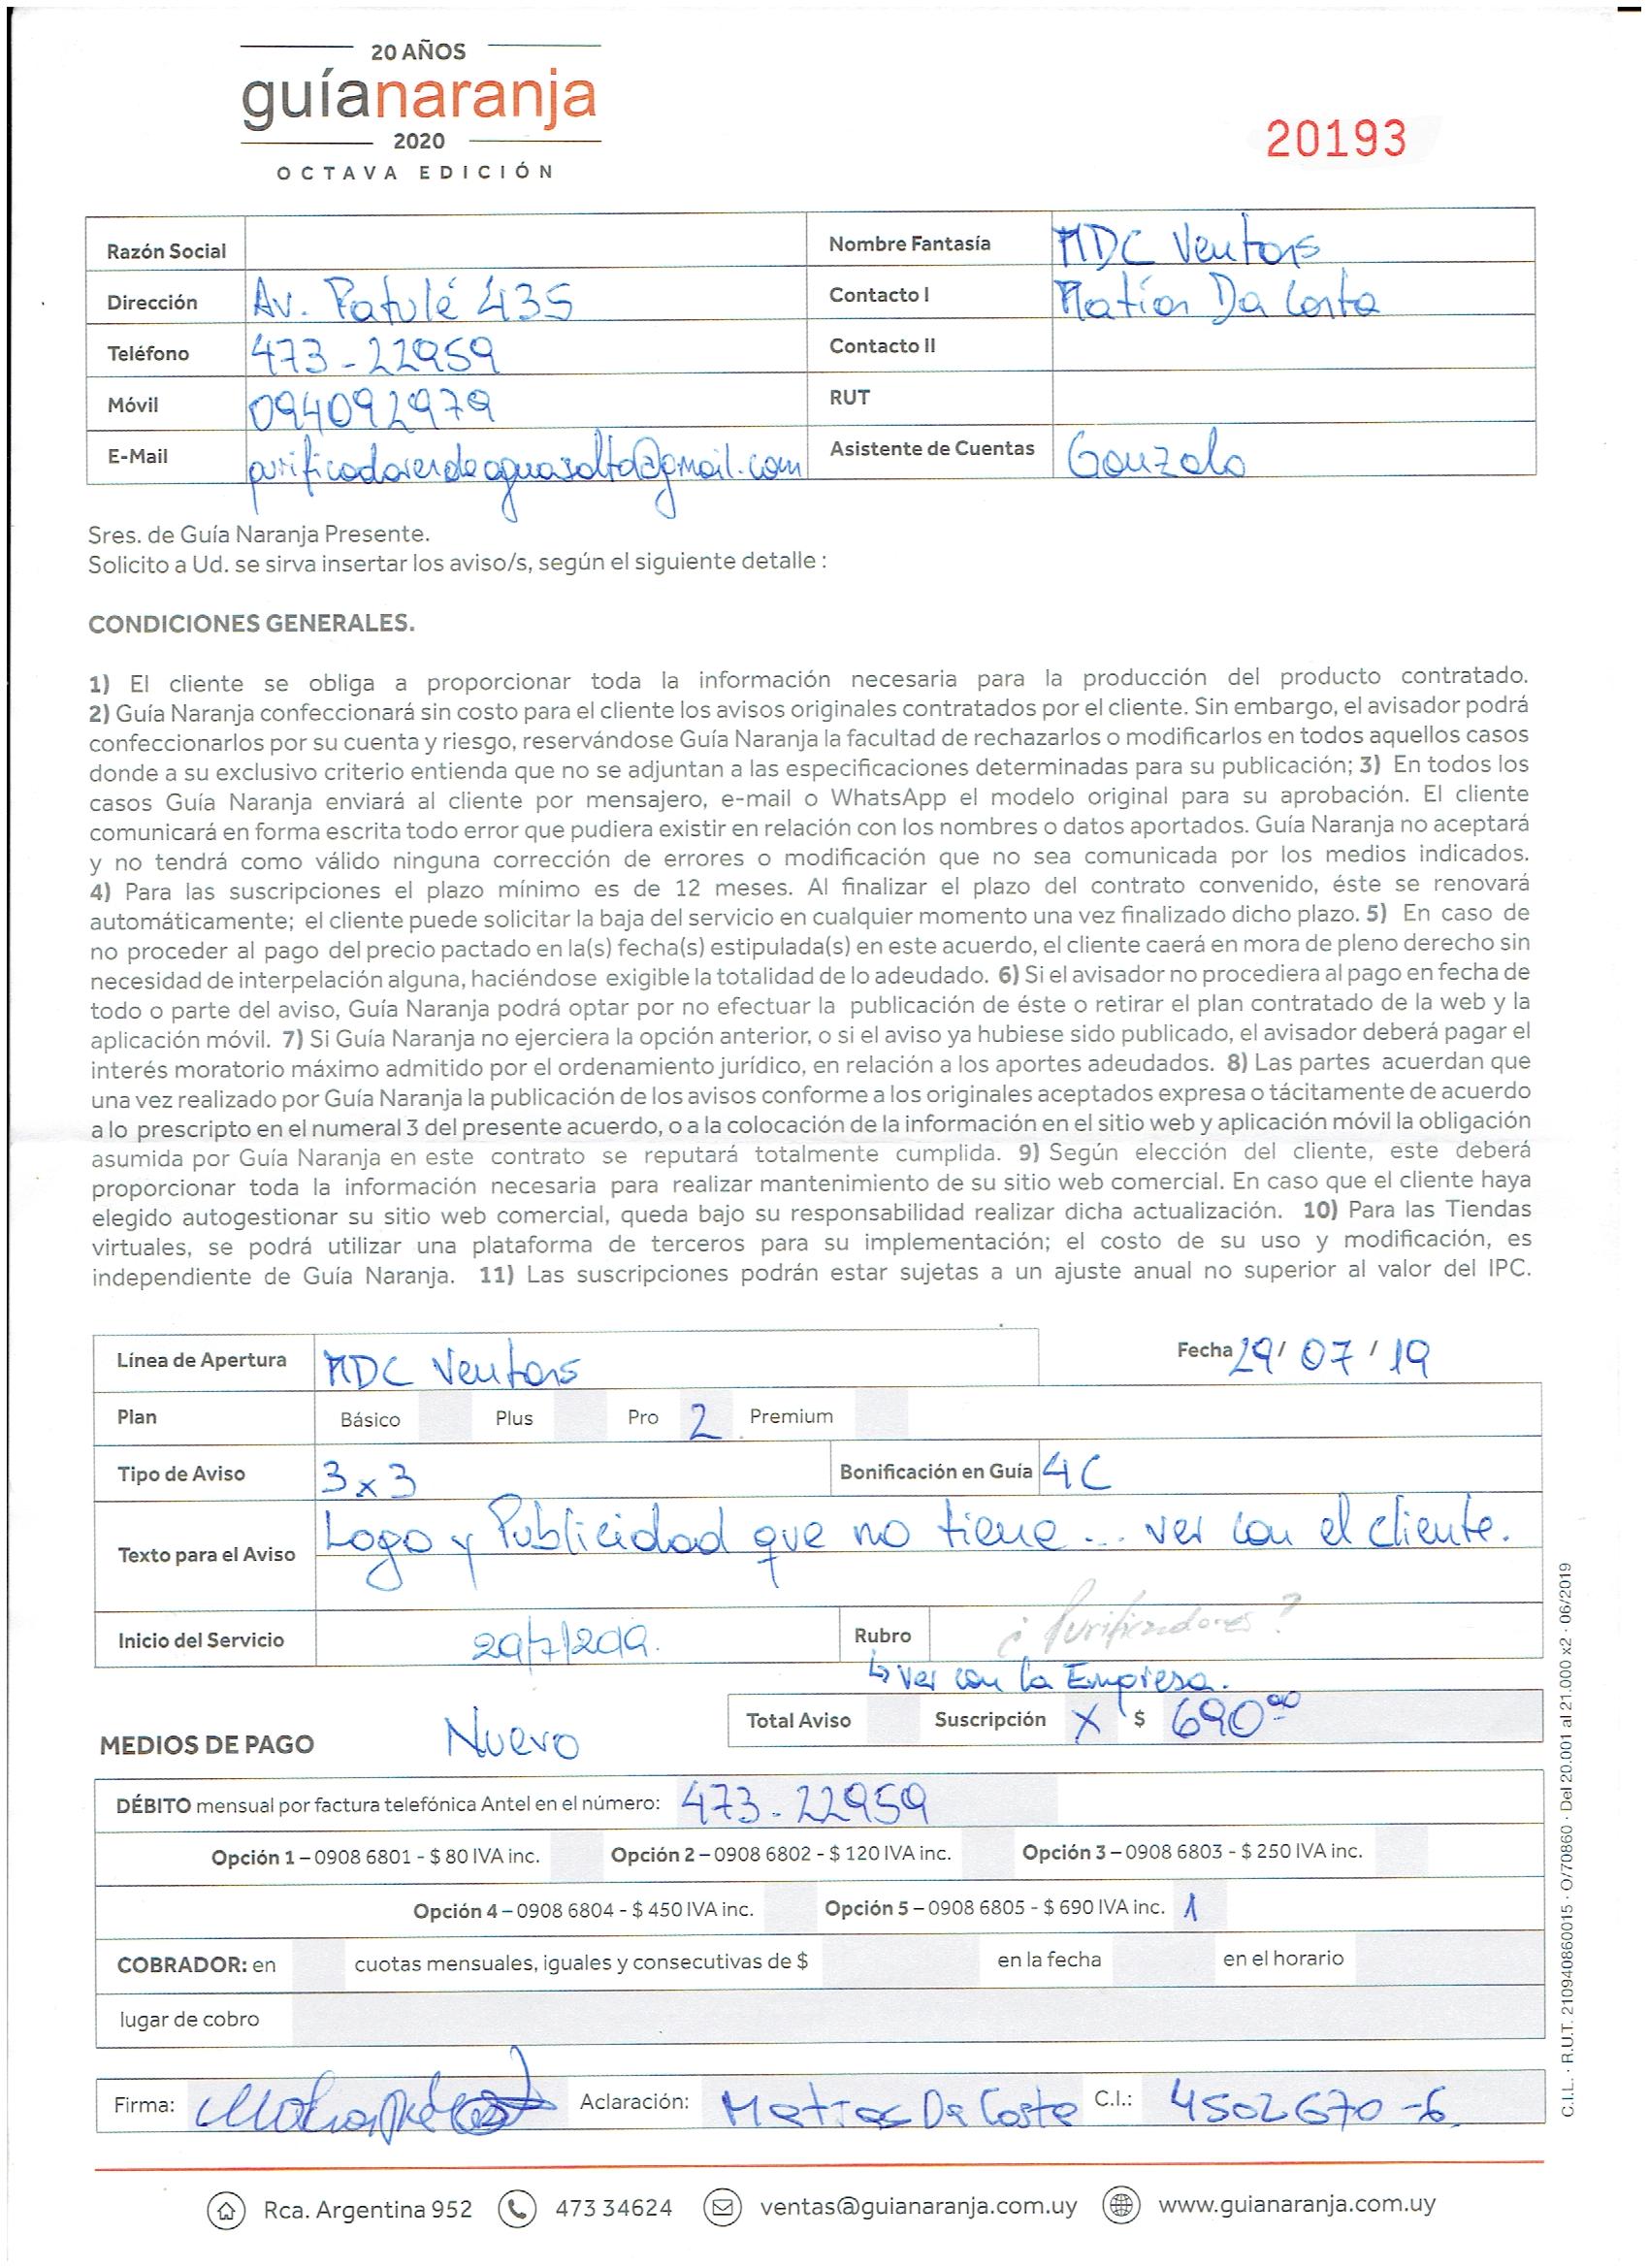 20 AÑOS
guíanaranja
2020
OCTAVA EDICIÓN
20193
Razón Social
Nombre Fantasía MDC Ventas
Dirección Av. Patulé 435
Contacto I Matías Da Costa
Teléfono 473-22959
Contacto II
Móvil 094092979
RUT
E-Mail purificadoresdeaguasalto@gmail.com
Asistente de Cuentas Gonzalo
Sres. de Guía Naranja Presente.
Solicito a Ud. se sirva insertar los aviso/s, según el siguiente detalle :
CONDICIONES GENERALES.
1) El cliente se obliga a proporcionar toda la información necesaria para la producción del producto contratado.
2) Guía Naranja confeccionará sin costo para el cliente los avisos originales contratados por el cliente. Sin embargo, el avisador podrá
confeccionarlos por su cuenta y riesgo, reservándose Guía Naranja la facultad de rechazarlos o modificarlos en todos aquellos casos
donde a su exclusivo criterio entienda que no se adjuntan a las especificaciones determinadas para su publicación; 3) En todos los
casos Guía Naranja enviará al cliente por mensajero, e-mail o WhatsApp el modelo original para su aprobación. El cliente
comunicará en forma escrita todo error que pudiera existir en relación con los nombres o datos aportados. Guía Naranja no aceptará
y no tendrá como válido ninguna corrección de errores o modificación que no sea comunicada por los medios indicados.
4) Para las suscripciones el plazo mínimo es de 12 meses. Al finalizar el plazo del contrato convenido, éste se renovará
automáticamente; el cliente puede solicitar la baja del servicio en cualquier momento una vez finalizado dicho plazo. 5) En caso de
no proceder al pago del precio pactado en la(s) fecha(s) estipulada(s) en este acuerdo, el cliente caerá en mora de pleno derecho sin
necesidad de interpelación alguna, haciéndose exigible la totalidad de lo adeudado. 6) Si el avisador no procediera al pago en fecha de
todo o parte del aviso, Guía Naranja podrá optar por no efectuar la publicación de éste o retirar el plan contratado de la web y la
aplicación móvil. 7) Si Guía Naranja no ejerciera la opción anterior, o si el aviso ya hubiese sido publicado, el avisador deberá pagar el
interés moratorio máximo admitido por el ordenamiento jurídico, en relación a los aportes adeudados. 8) Las partes acuerdan que
una vez realizado por Guía Naranja la publicación de los avisos conforme a los originales aceptados expresa o tácitamente de acuerdo
a lo prescripto en el numeral 3 del presente acuerdo, o a la colocación de la información en el sitio web y aplicación móvil la obligación
asumida por Guía Naranja en este contrato se reputará totalmente cumplida. 9) Según elección del cliente, este deberá
proporcionar toda la información necesaria para realizar mantenimiento de su sitio web comercial. En caso que el cliente haya
elegido autogestionar su sitio web comercial, queda bajo su responsabilidad realizar dicha actualización. 10) Para las Tiendas
virtuales, se podrá utilizar una plataforma de terceros para su implementación; el costo de su uso y modificación, es
independiente de Guía Naranja. 11) Las suscripciones podrán estar sujetas a un ajuste anual no superior al valor del IPC.
Línea de Apertura MDC Ventas
Fecha 29/ 07 / 19
Plan Básico Plus Pro 2 Premium
Tipo de Aviso 3x3 Bonificación en Guía 4C
Texto para el Aviso Logo y Publicidad que no tiene... ver con el cliente.
Inicio del Servicio 29/7/2019. Rubro ¿Purificadores?
↳ ver con la Empresa.
MEDIOS DE PAGO Nuevo
Total Aviso Suscripción X $ 690⁰⁰
DÉBITO mensual por factura telefónica Antel en el número: 473-22959
Opción 1 – 0908 6801 - $ 80 IVA inc. Opción 2 – 0908 6802 - $ 120 IVA inc. Opción 3 – 0908 6803 - $ 250 IVA inc.
Opción 4 – 0908 6804 - $ 450 IVA inc. Opción 5 – 0908 6805 - $ 690 IVA inc. 1
COBRADOR: en cuotas mensuales, iguales y consecutivas de $ en la fecha en el horario
lugar de cobro
Firma: Aclaración: Matias Da Costa C.I.: 4502670-6
C.I.L. · R.U.T. 210940860015 · O/70860 · Del 20.001 al 21.000 x2 · 06/2019
Rca. Argentina 952 473 34624 ventas@guianaranja.com.uy www.guianaranja.com.uy